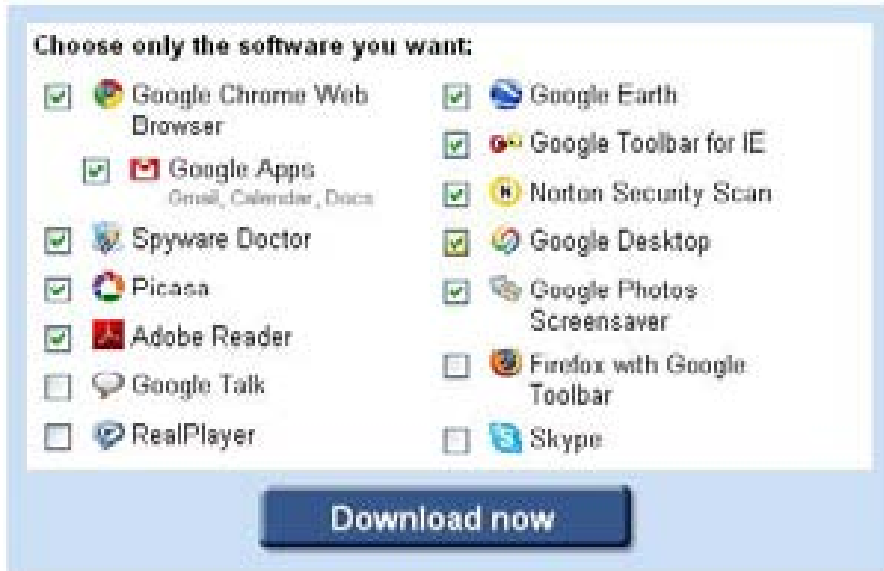 Choose only the software you want:
Google Chrome Web
Browser
Google Apps
Gmail, Calendar, Docs
Spyware Doctor
Picasa
Adobe Reader
Google Talk
RealPlayer
Google Earth
Google Toolbar for IE
Norton Security Scan
Google Desktop
Google Photos
Screensaver
Firefox with Google
Toolbar
Skype
Download now